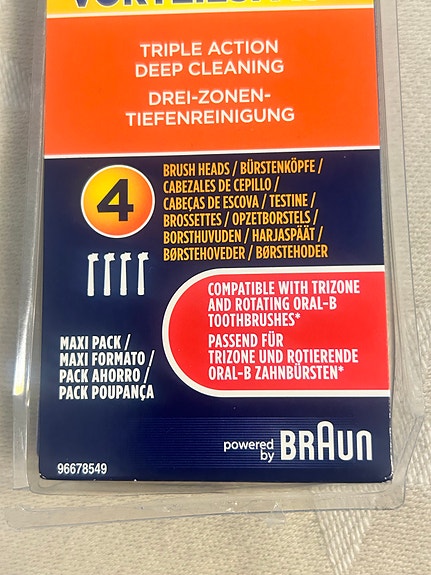 TRIPLE ACTION
DEEP CLEANING
DREI-ZONEN-
TIEFENREINIGUNG
4
BRUSH HEADS / BÜRSTENKÖPFE /
CABEZALES DE CEPILLO /
CABEÇAS DE ESCOVA / TESTINE /
BROSSETTES / OPZETBORSTELS /
BORSTHUVUDEN / HARJASPÄÄT /
BØRSTEHOVEDER / BØRSTEHODER
COMPATIBLE WITH TRIZONE
AND ROTATING ORAL-B
TOOTHBRUSHES*
PASSEND FÜR
TRIZONE UND ROTIERENDE
ORAL-B ZAHNBÜRSTEN*
MAXI PACK /
MAXI FORMATO /
PACK AHORRO /
PACK POUPANÇA
powered
by BRAUN
96678549